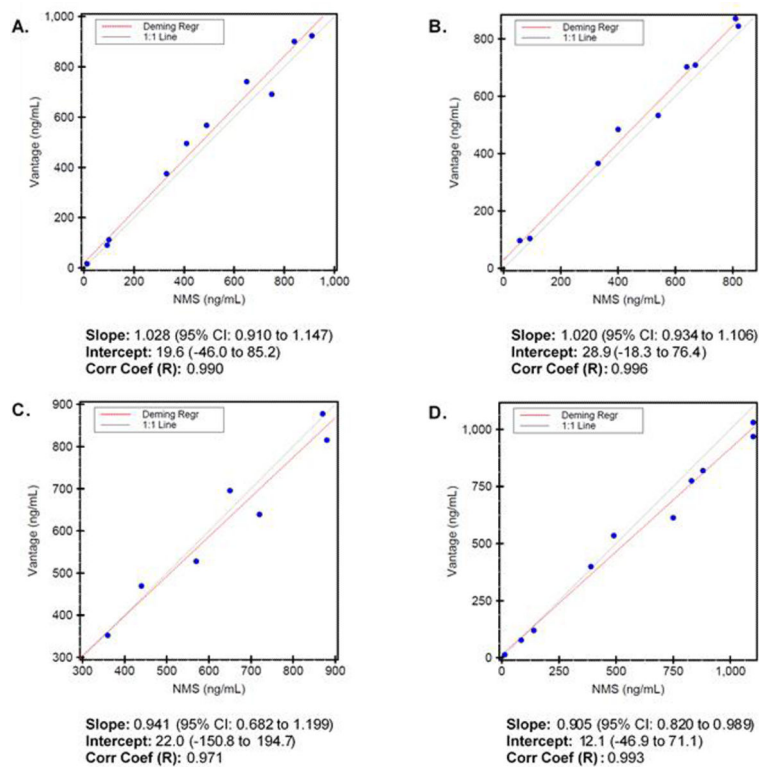 A.
1,000
800
600
400
200
0
Vantage (ng/mL)
Deming Regr
1:1 Line
0 200 400 600 800 1,000
NMS (ng/mL)
Slope: 1.028 (95% CI: 0.910 to 1.147)
Intercept: 19.6 (-46.0 to 85.2)
Corr Coef (R): 0.990
B.
800
600
400
200
0
Vantage (ng/mL)
Deming Regr
1:1 Line
0 200 400 600 800
NMS (ng/mL)
Slope: 1.020 (95% CI: 0.934 to 1.106)
Intercept: 28.9 (-18.3 to 76.4)
Corr Coef (R): 0.996
C.
900
800
700
600
500
400
300
Vantage (ng/mL)
Deming Regr
1:1 Line
300 400 500 600 700 800 900
NMS (ng/mL)
Slope: 0.941 (95% CI: 0.682 to 1.199)
Intercept: 22.0 (-150.8 to 194.7)
Corr Coef (R): 0.971
D.
1,000
750
500
250
0
Vantage (ng/mL)
Deming Regr
1:1 Line
0 250 500 750 1,000
NMS (ng/mL)
Slope: 0.905 (95% CI: 0.820 to 0.989)
Intercept: 12.1 (-46.9 to 71.1)
Corr Coef (R): 0.993